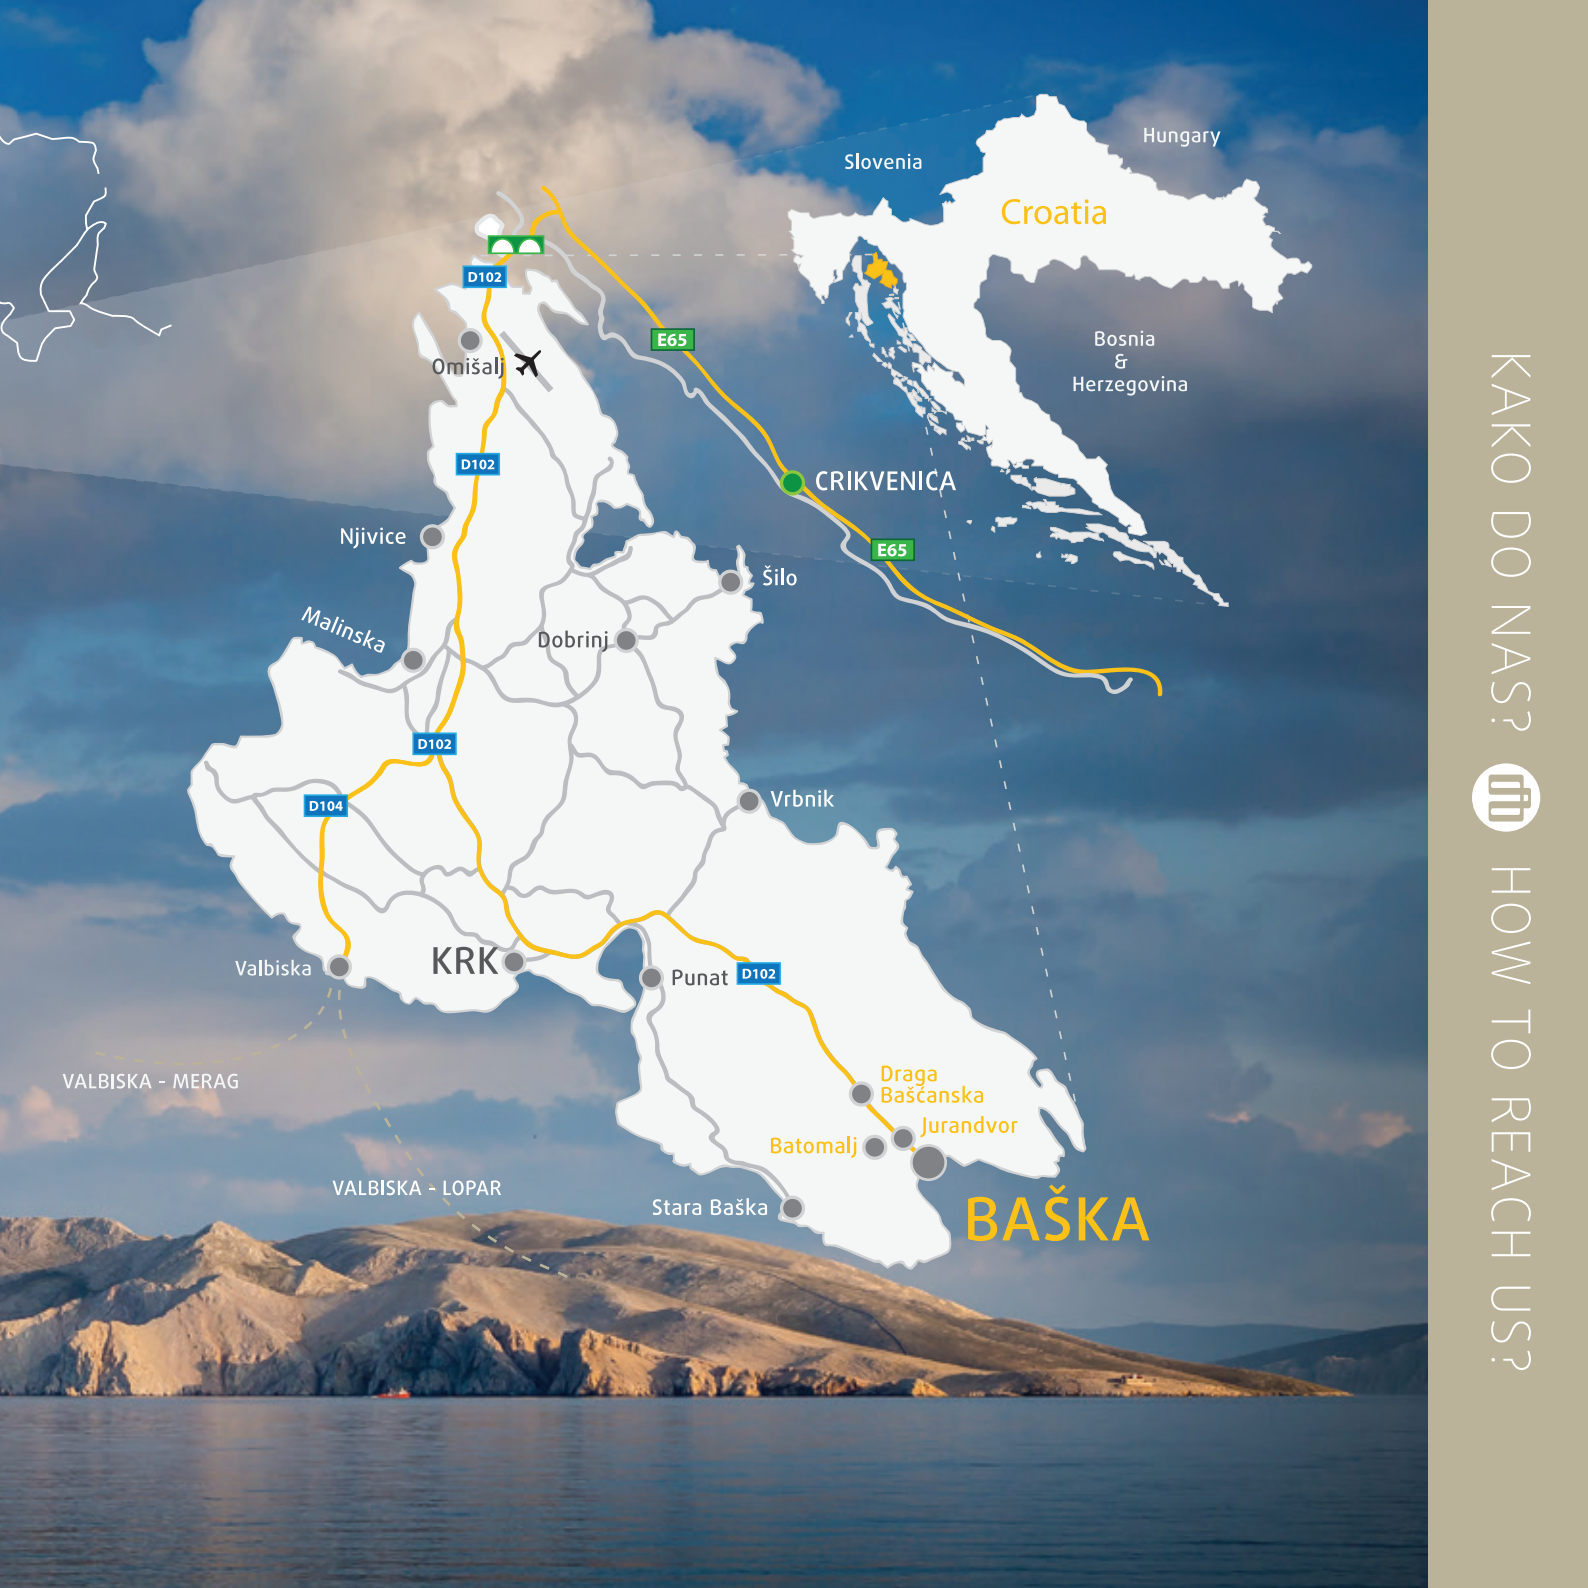 Hungary
Slovenia
Croatia
Bosnia
&
Herzegovina
D102
Omišalj
E65
D102
CRIKVENICA
Njivice
E65
Šilo
Malinska
Dobrinj
D102
D104
Vrbnik
KRK
Valbiska
Punat
D102
VALBISKA - MERAG
Draga
Bašćanska
Jurandvor
Batomalj
VALBISKA - LOPAR
Stara Baška
BAŠKA
KAKO DO NAS?
HOW TO REACH US?